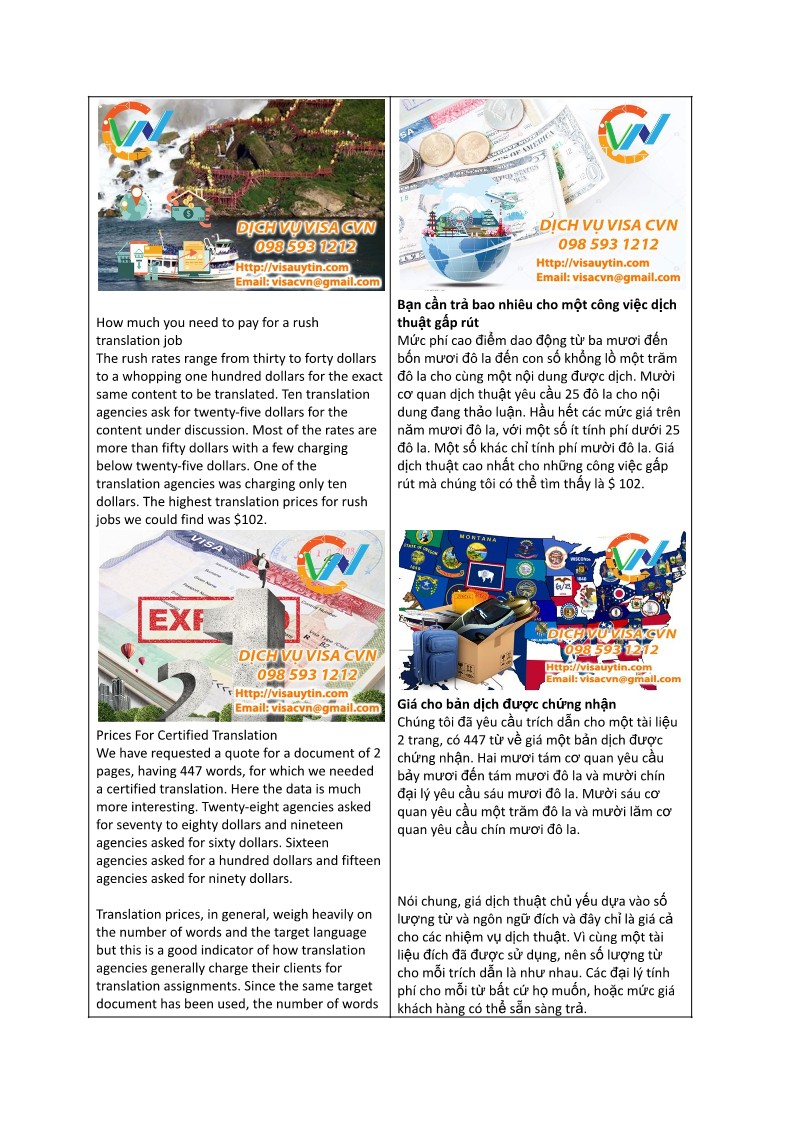 DỊCH VỤ VISA CVN
098 593 1212
Http://visauytin.com
Email: visacvn@gmail.com
How much you need to pay for a rush
translation job
The rush rates range from thirty to forty dollars
to a whopping one hundred dollars for the exact
same content to be translated. Ten translation
agencies ask for twenty-five dollars for the
content under discussion. Most of the rates are
more than fifty dollars with a few charging
below twenty-five dollars. One of the
translation agencies was charging only ten
dollars. The highest translation prices for rush
jobs we could find was $102.
VISA
DỊCH VỤ VISA CVN
098 593 1212
Http://visauytin.com
Email: visacvn@gmail.com
Prices For Certified Translation
We have requested a quote for a document of 2
pages, having 447 words, for which we needed
a certified translation. Here the data is much
more interesting. Twenty-eight agencies asked
for seventy to eighty dollars and nineteen
agencies asked for sixty dollars. Sixteen
agencies asked for a hundred dollars and fifteen
agencies asked for ninety dollars.
Translation prices, in general, weigh heavily on
the number of words and the target language
but this is a good indicator of how translation
agencies generally charge their clients for
translation assignments. Since the same target
document has been used, the number of words
DỊCH VỤ VISA CVN
098 593 1212
Http://visauytin.com
Email: visacvn@gmail.com
Bạn cần trả bao nhiêu cho một công việc dịch
thuật gấp rút
Mức phí cao điểm dao động từ ba mươi đến
bốn mươi đô la đến con số khổng lồ một trăm
đô la cho cùng một nội dung được dịch. Mười
cơ quan dịch thuật yêu cầu 25 đô la cho nội
dung đang thảo luận. Hầu hết các mức giá trên
năm mươi đô la, với một số ít tính phí dưới 25
đô la. Một số khác chỉ tính phí mười đô la. Giá
dịch thuật cao nhất cho những công việc gấp
rút mà chúng tôi có thể tìm thấy là $ 102.
MONTANA
WISCONSIN
1848
DỊCH VỤ VISA CVN
098 593 1212
Http://visauytin.com
Email: visacvn@gmail.com
Giá cho bản dịch được chứng nhận
Chúng tôi đã yêu cầu trích dẫn cho một tài liệu
2 trang, có 447 từ về giá một bản dịch được
chứng nhận. Hai mươi tám cơ quan yêu cầu
bảy mươi đến tám mươi đô la và mười chín
đại lý yêu cầu sáu mươi đô la. Mười sáu cơ
quan yêu cầu một trăm đô la và mười lăm cơ
quan yêu cầu chín mươi đô la.
Nói chung, giá dịch thuật chủ yếu dựa vào số
lượng từ và ngôn ngữ đích và đây chỉ là giá cả
cho các nhiệm vụ dịch thuật. Vì cùng một tài
liệu đích đã được sử dụng, nên số lượng từ
cho mỗi trích dẫn là như nhau. Các đại lý tính
phí cho mỗi từ bất cứ họ muốn, hoặc mức giá
khách hàng có thể sẵn sàng trả.